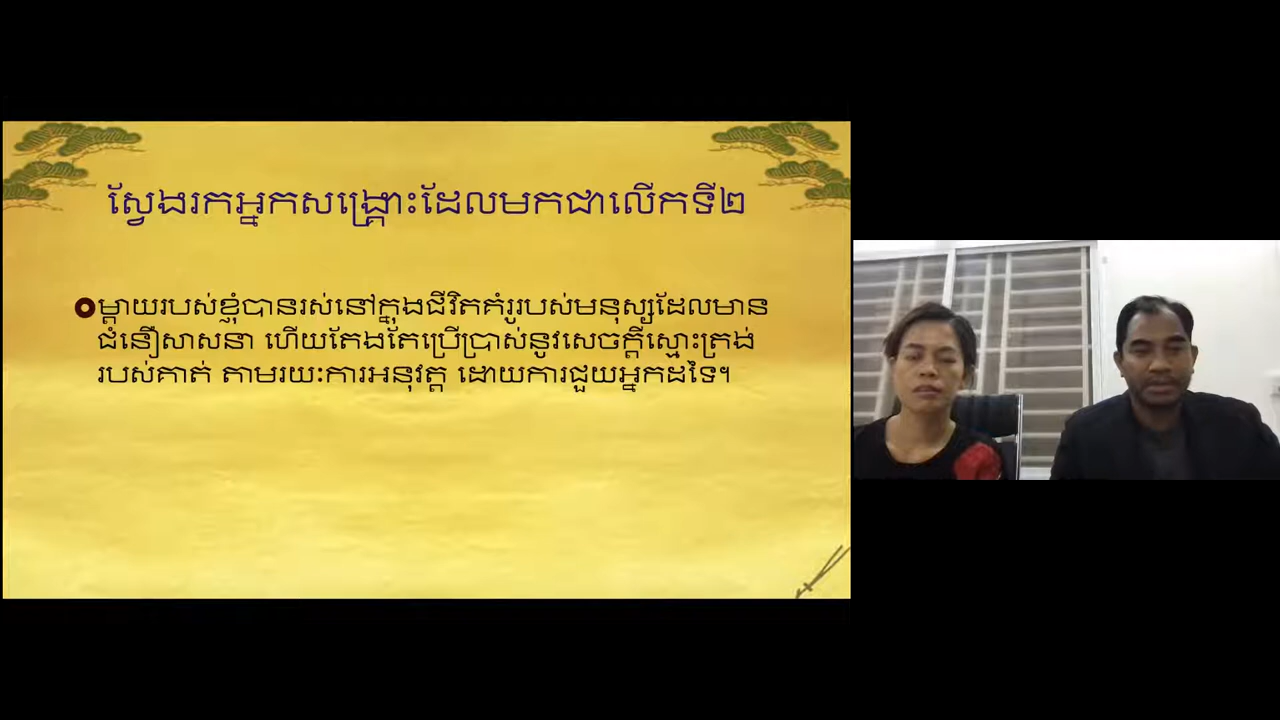 ស្វែងរកអ្នកសង្គ្រោះដែលមកជាលើកទី២
ម្តាយរបស់ខ្ញុំបានរស់នៅក្នុងជីវិតគំរូរបស់មនុស្សដែលមាន
ជំនឿសាសនា ហើយតែងតែប្រើប្រាស់នូវសេចក្តីស្មោះត្រង់
របស់គាត់ តាមរយៈការអនុវត្ត ដោយការជួយអ្នកដទៃ។